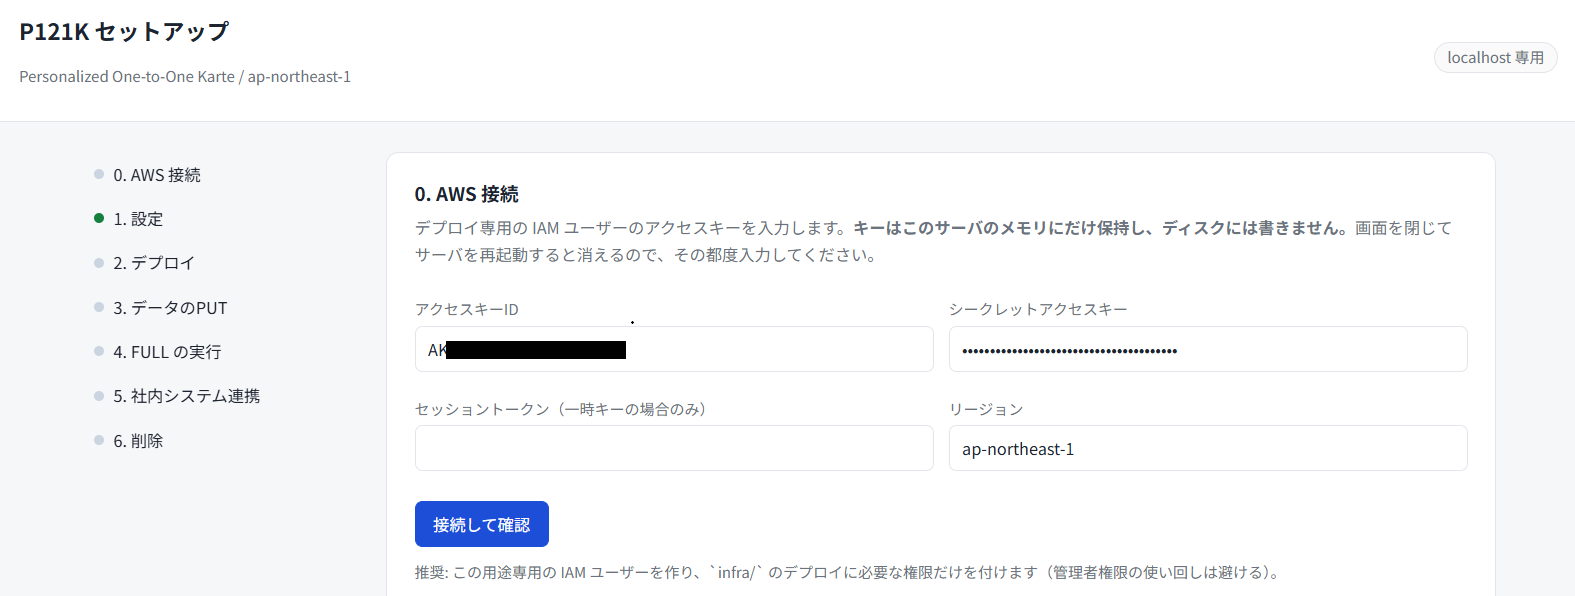 P121K セットアップ
Personalized One-to-One Karte / ap-northeast-1
localhost 専用
0. AWS 接続
1. 設定
2. デプロイ
3. データのPUT
4. FULL の実行
5. 社内システム連携
6. 削除
0. AWS 接続
デプロイ専用の IAM ユーザーのアクセスキーを入力します。キーはこのサーバのメモリにだけ保持し、ディスクには書きません。画面を閉じて
サーバを再起動すると消えるので、その都度入力してください。
アクセスキーID
シークレットアクセスキー
AK
•••••••••••••••••••••••••••••••••••••••
セッショントークン（一時キーの場合のみ）
リージョン
ap-northeast-1
接続して確認
推奨: この用途専用の IAM ユーザーを作り、`infra/` のデプロイに必要な権限だけを付けます（管理者権限の使い回しは避ける）。